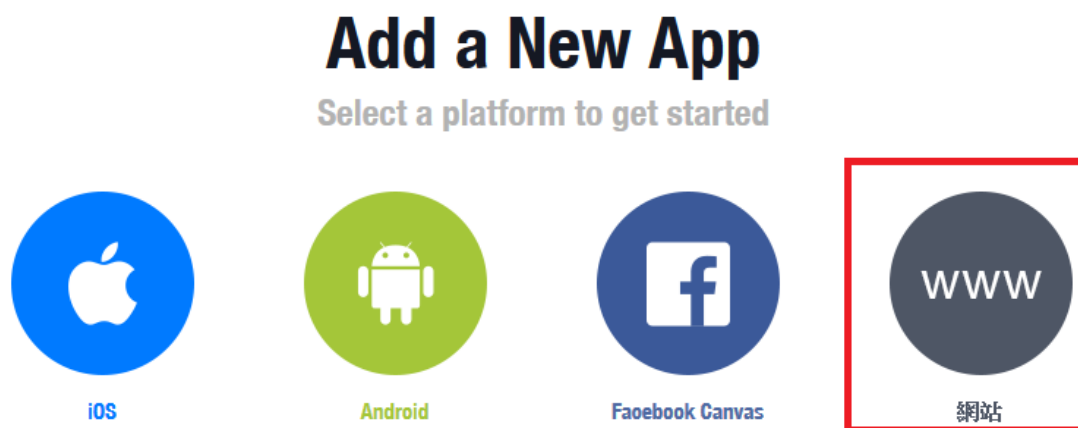 Add a New App
Select a platform to get started
www
iOS
Android
Faoebook Canvas
網站